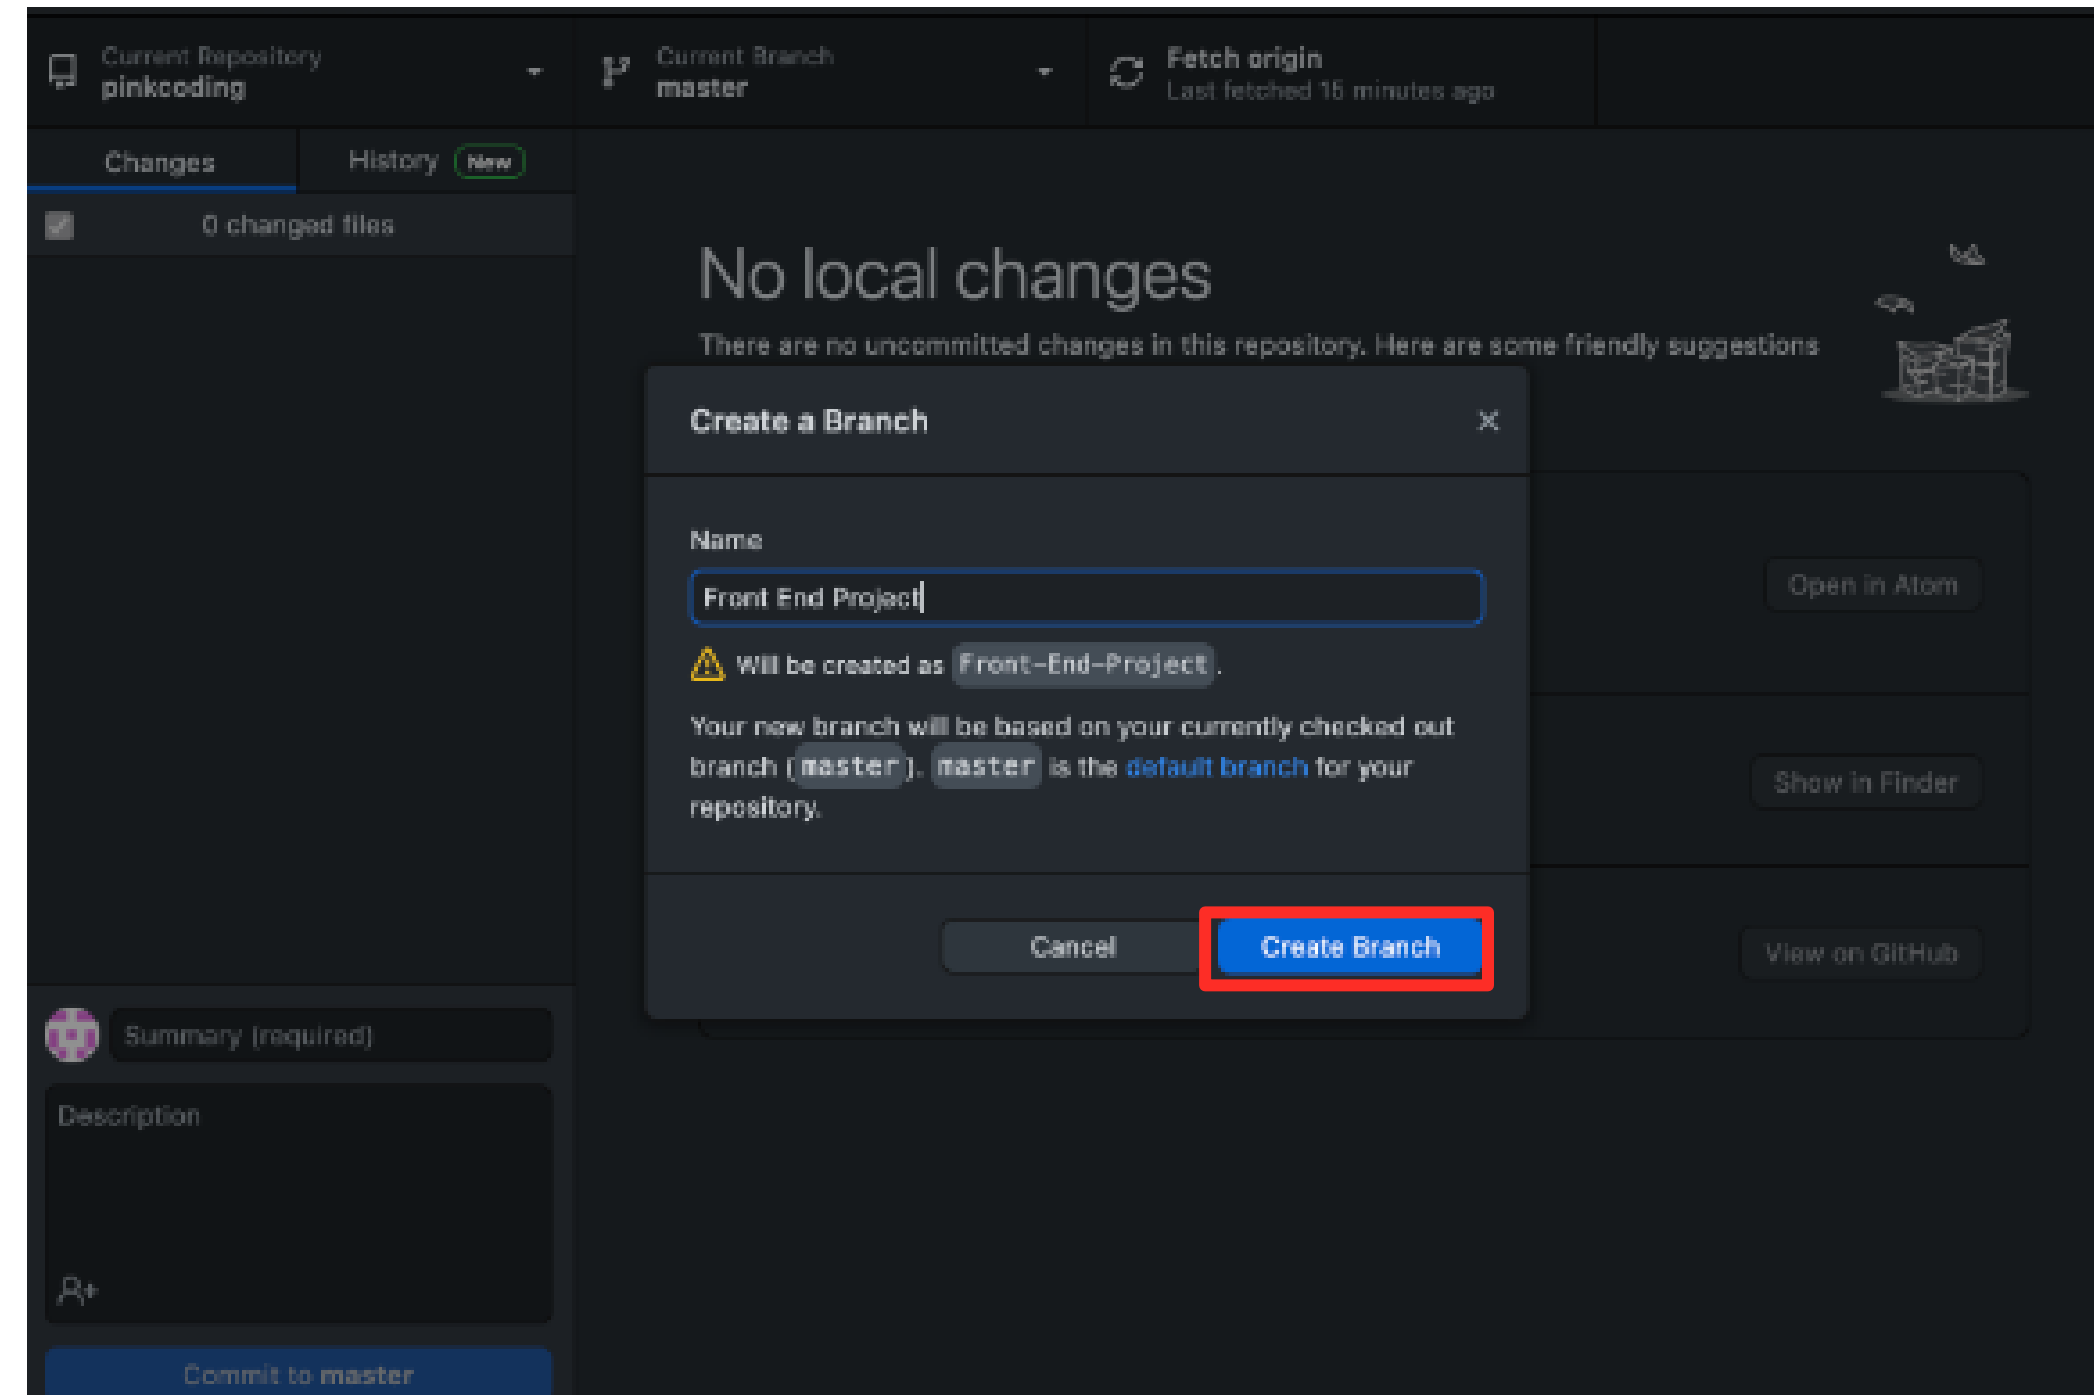 Current Repository
pinkcoding
Current Branch
master
Fetch origin
Last fetched 15 minutes ago
Changes
History New
0 changed files
No local changes
There are no uncommitted changes in this repository. Here are some friendly suggestions
Create a Branch
Name
Front End Project
Will be created as Front-End-Project.
Your new branch will be based on your currently checked out
branch (master). master is the default branch for your
repository.
Cancel
Create Branch
Open in Atom
Show in Finder
View on GitHub
Summary (required)
Description
Commit to master